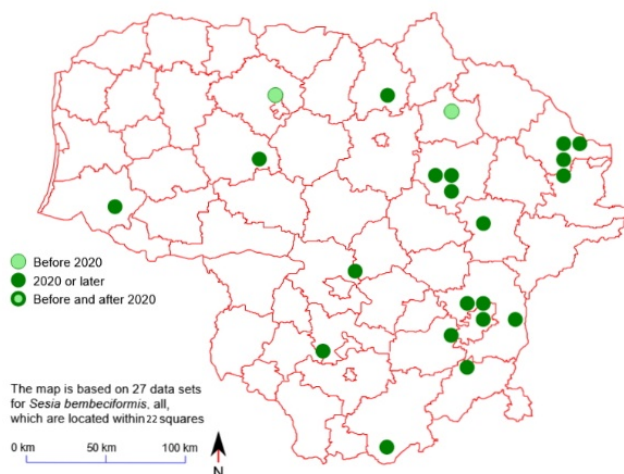 Before 2020
2020 or later
Before and after 2020
The map is based on 27 data sets
for Sesia bembeciformis, all,
which are located within 22 squares
0 km 50 km 100 km
N